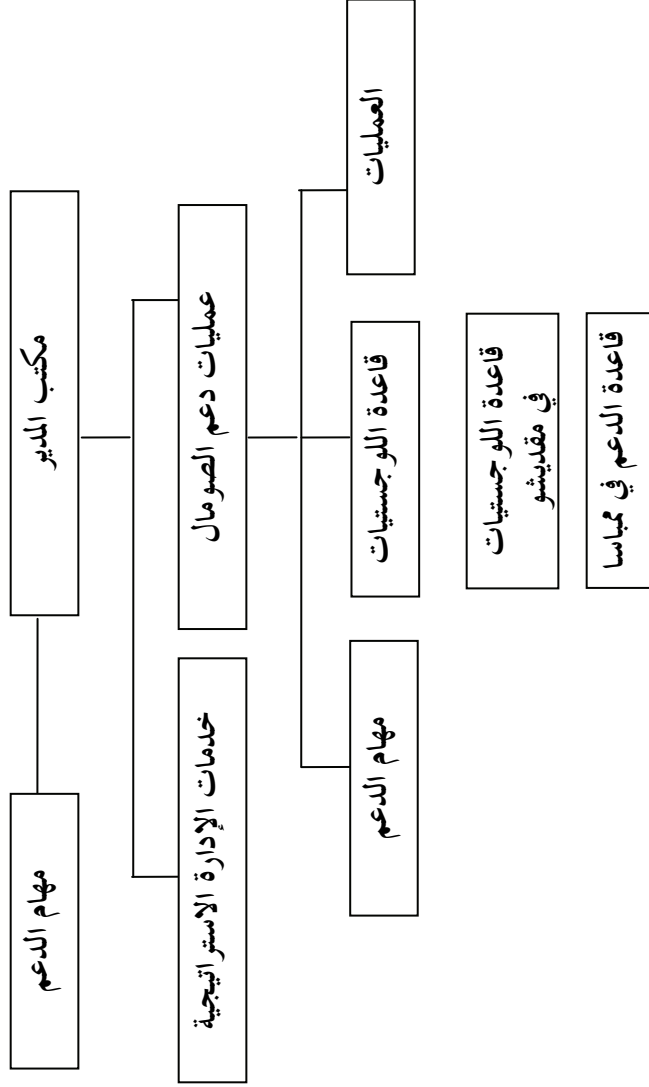 مكتب المدير
مهام الدعم
عمليات دعم الصومال
خدمات الإدارة الاستراتيجية
العمليات
قاعدة اللوجستيات
مهام الدعم
قاعدة اللوجستيات
في مقديشو
قاعدة الدعم في ممباسا